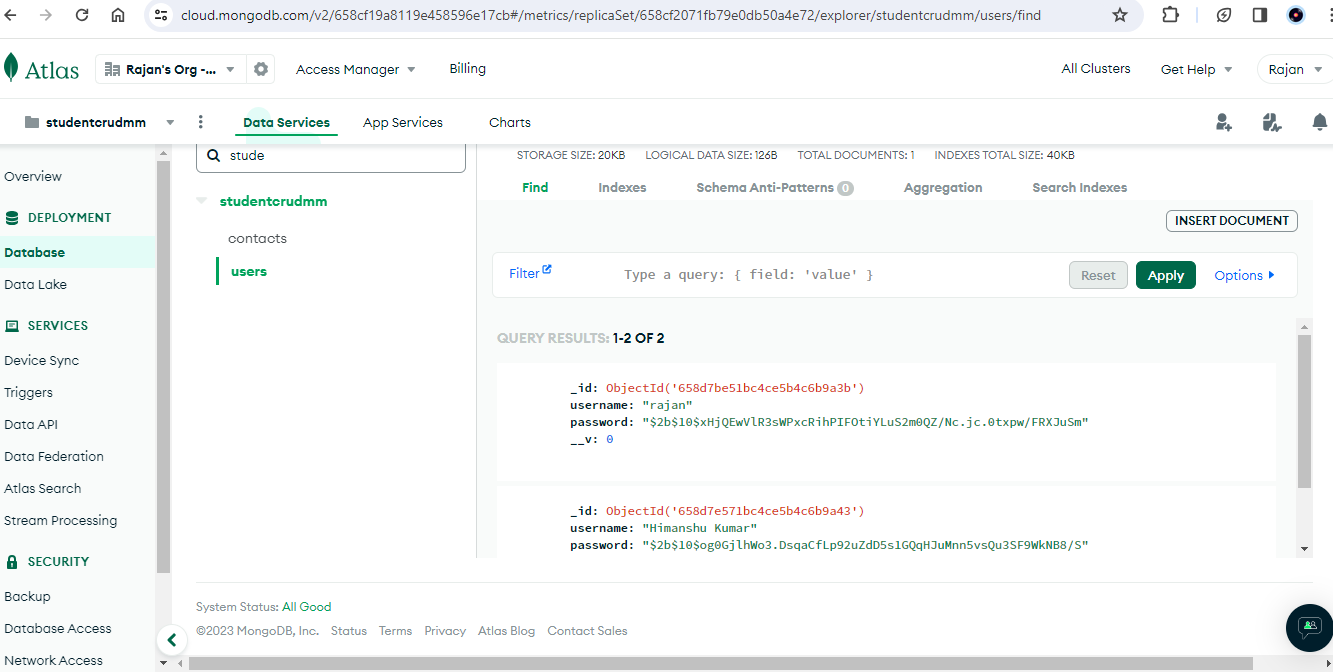 cloud.mongodb.com/v2/658cf19a8119e458596e17cb#/metrics/replicaSet/658cf2071fb79e0db50a4e72/explorer/studentcrudmm/users/find
Atlas
Rajan's Org -...
Access Manager
Billing
All Clusters
Get Help
Rajan
studentcrudmm
Data Services
App Services
Charts
Overview
DEPLOYMENT
Database
Data Lake
SERVICES
Device Sync
Triggers
Data API
Data Federation
Atlas Search
Stream Processing
SECURITY
Backup
Database Access
Network Access
stude
studentcrudmm
contacts
users
STORAGE SIZE: 20KB LOGICAL DATA SIZE: 126B TOTAL DOCUMENTS: 1 INDEXES TOTAL SIZE: 40KB
Find
Indexes
Schema Anti-Patterns 0
Aggregation
Search Indexes
INSERT DOCUMENT
Filter
Type a query: { field: 'value' }
Reset
Apply
Options
QUERY RESULTS: 1-2 OF 2
_id: ObjectId('658d7be51bc4ce5b4c6b9a3b')
username: "rajan"
password: "$2b$10$xHjQEwVlR3sWPxcRihPIFOtiYLuS2m0QZ/Nc.jc.0txpw/FRXJuSm"
__v: 0
_id: ObjectId('658d7e571bc4ce5b4c6b9a43')
username: "Himanshu Kumar"
password: "$2b$10$og0GjlhWo3.DsqaCfLp92uZdD5s1GQqHJuMnn5vsQu3SF9WkNB8/S"
System Status: All Good
©2023 MongoDB, Inc. Status Terms Privacy Atlas Blog Contact Sales